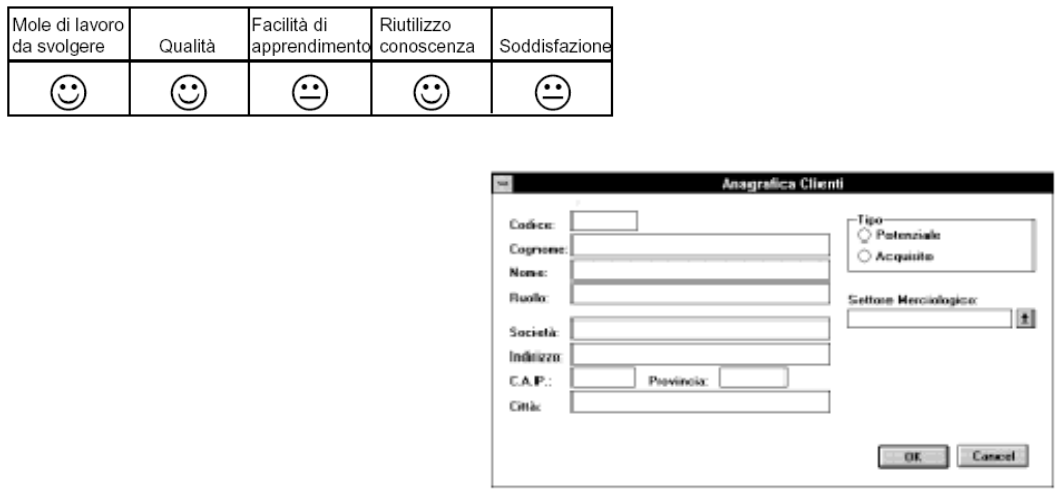 Mole di lavoro da svolgere
Qualità
Facilità di apprendimento
Riutilizzo conoscenza
Soddisfazione
Anagrafica Clienti
Codice:
Cognome:
Nome:
Ruolo:
Società:
Indirizzo:
C.A.P.:
Provincia:
Città:
Tipo
Potenziale
Acquisito
Settore Merciologico:
OK
Cancel